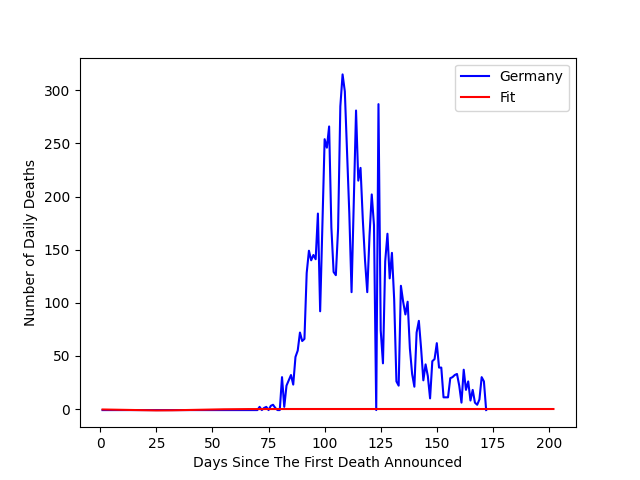 Germany
Fit
Number of Daily Deaths
300
250
200
150
100
50
0
0 25 50 75 100 125 150 175 200
Days Since The First Death Announced